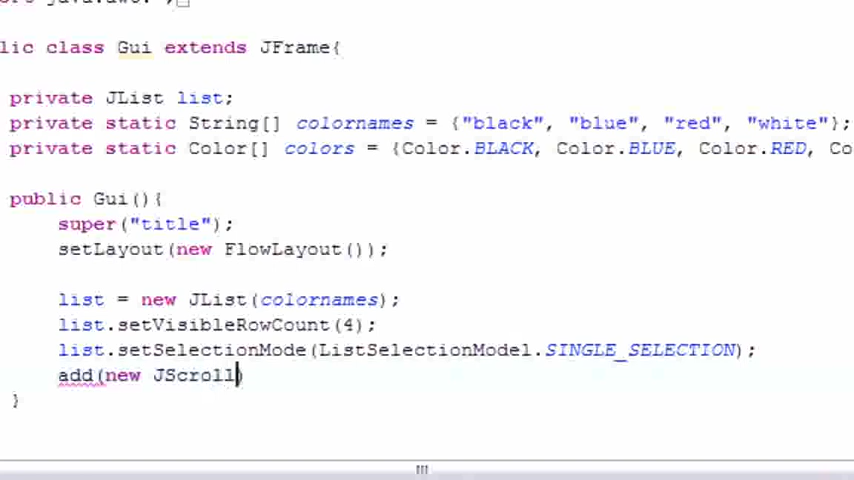 lic class Gui extends JFrame{
private JList list;
private static String[] colornames = {"black", "blue", "red", "white"};
private static Color[] colors = {Color.BLACK, Color.BLUE, Color.RED, Co
public Gui(){
super("title");
setLayout(new FlowLayout());
list = new JList(colornames);
list.setVisibleRowCount(4);
list.setSelectionMode(ListSelectionModel.SINGLE_SELECTION);
add(new JScroll)
}